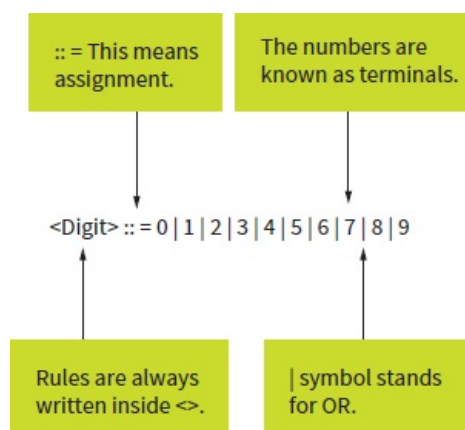 :: = This means
assignment.
The numbers are
known as terminals.
<Digit> :: = 0 | 1 | 2 | 3 | 4 | 5 | 6 | 7 | 8 | 9
Rules are always
written inside <>.
| symbol stands
for OR.